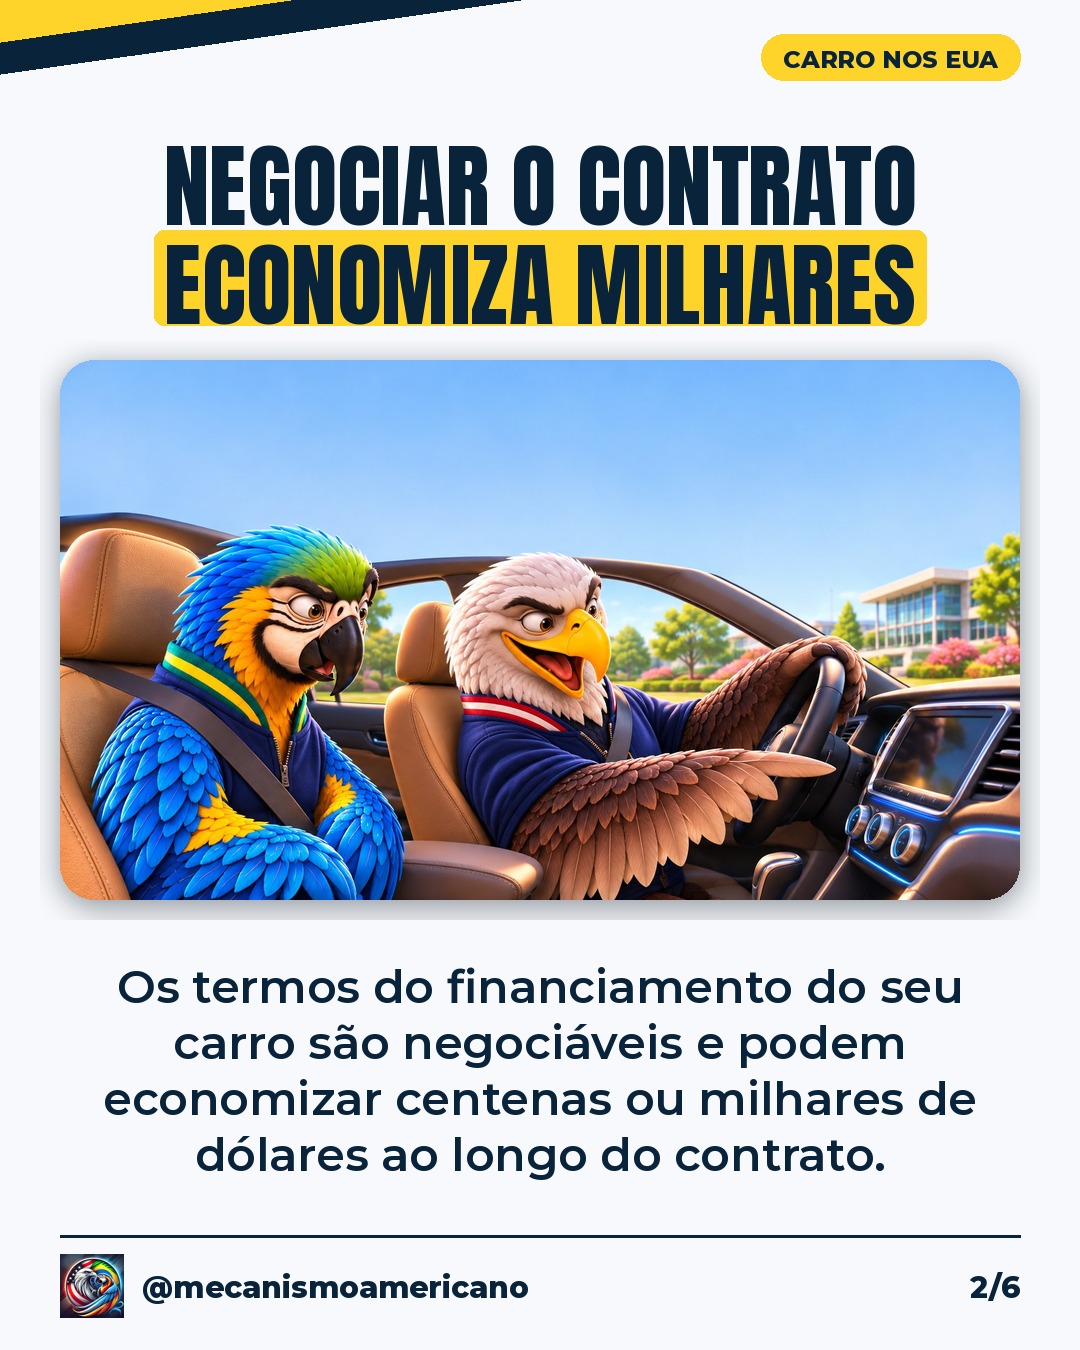 CARRO NOS EUA
NEGOCIAR O CONTRATO
ECONOMIZA MILHARES
Os termos do financiamento do seu
carro são negociáveis e podem
economizar centenas ou milhares de
dólares ao longo do contrato.
@mecanismoamericano
2/6